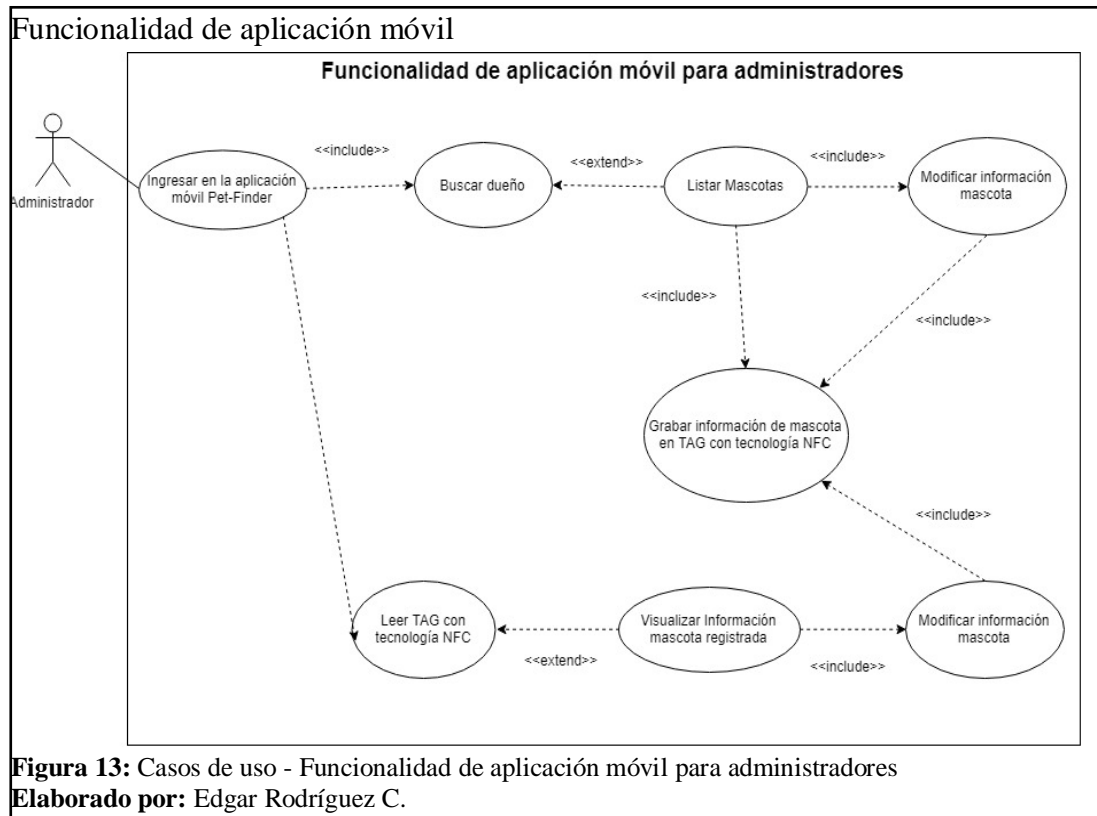 Funcionalidad de aplicación móvil
Funcionalidad de aplicación móvil para administradores
Administrador
Ingresar en la aplicación
móvil Pet-Finder
<<include>>
Buscar dueño
<<extend>>
Listar Mascotas
<<include>>
Modificar información
mascota
<<include>>
<<include>>
Grabar información de mascota
en TAG con tecnología NFC
<<include>>
Leer TAG con
tecnología NFC
<<extend>>
Visualizar Información
mascota registrada
<<include>>
Modificar información
mascota
Figura 13: Casos de uso - Funcionalidad de aplicación móvil para administradores
Elaborado por: Edgar Rodríguez C.